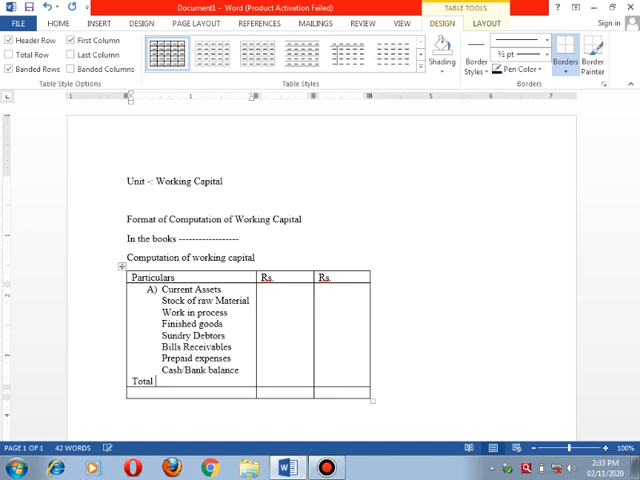 Document1 - Word (Product Activation Failed)
TABLE TOOLS
FILE HOME INSERT DESIGN PAGE LAYOUT REFERENCES MAILINGS REVIEW VIEW DESIGN LAYOUT Sign in
Header Row First Column
Total Row Last Column
Banded Rows Banded Columns
Table Style Options
Table Styles
Shading
Border Styles
½ pt
Pen Color
Borders
Border Painter
Borders
Unit -: Working Capital
Format of Computation of Working Capital
In the books ------------------
Computation of working capital
Particulars Rs. Rs.
A) Current Assets
Stock of raw Material
Work in process
Finished goods
Sundry Debtors
Bills Receivables
Prepaid expenses
Cash/Bank balance
Total
PAGE 1 OF 1 42 WORDS 100%
2:33 PM
02/11/2020